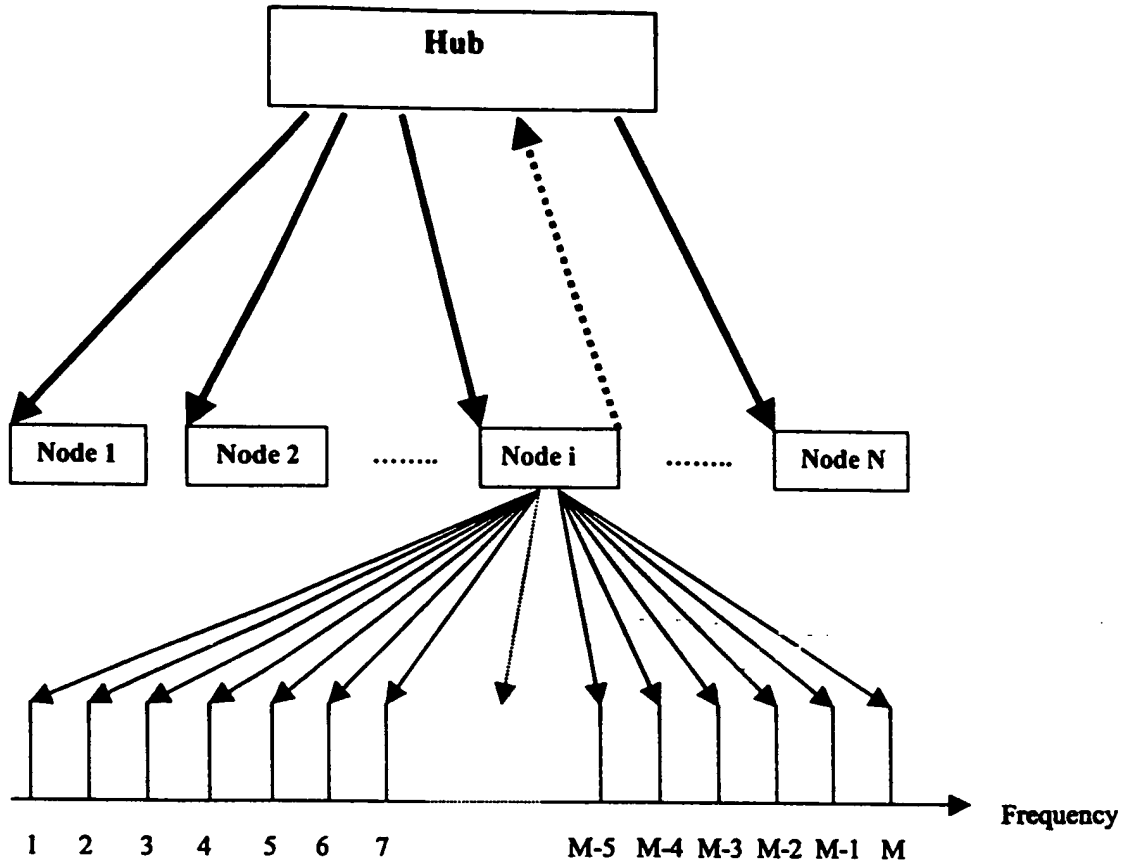 Hub
Node 1 Node 2 ........ Node i ........ Node N
Frequency
1 2 3 4 5 6 7 M-5 M-4 M-3 M-2 M-1 M